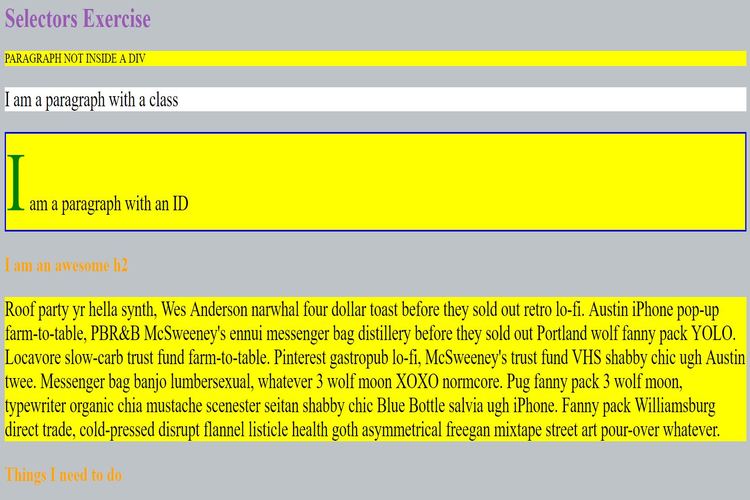 Selectors Exercise
PARAGRAPH NOT INSIDE A DIV
I am a paragraph with a class
I am a paragraph with an ID
I am an awesome h2
Roof party yr hella synth, Wes Anderson narwhal four dollar toast before they sold out retro lo-fi. Austin iPhone pop-up
farm-to-table, PBR&B McSweeney's ennui messenger bag distillery before they sold out Portland wolf fanny pack YOLO.
Locavore slow-carb trust fund farm-to-table. Pinterest gastropub lo-fi, McSweeney's trust fund VHS shabby chic ugh Austin
twee. Messenger bag banjo lumbersexual, whatever 3 wolf moon XOXO normcore. Pug fanny pack 3 wolf moon,
typewriter organic chia mustache scenester seitan shabby chic Blue Bottle salvia ugh iPhone. Fanny pack Williamsburg
direct trade, cold-pressed disrupt flannel listicle health goth asymmetrical freegan mixtape street art pour-over whatever.
Things I need to do